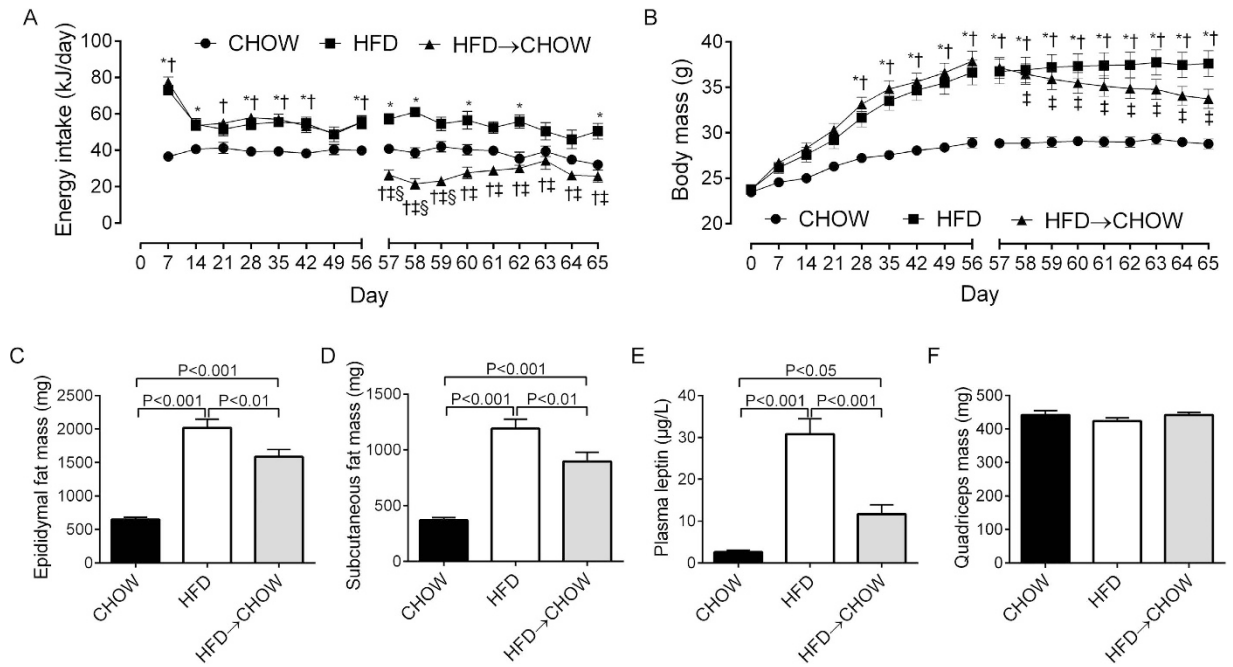 A
CHOW HFD HFD→CHOW
Energy intake (kJ/day)
100
80
60
40
20
0
*† * † *† *† *† *† * * * * *
†‡§ †‡§ †‡§ †‡ †‡ †‡ †‡ †‡ †‡
0 7 14 21 28 35 42 49 56 57 58 59 60 61 62 63 64 65
Day
B
Body mass (g)
40
35
30
25
20
*† *† *† *† *† *† *† *† *† *† *† *† *† *†
‡ ‡ ‡ ‡ ‡ ‡ ‡ ‡
CHOW HFD HFD→CHOW
0 7 14 21 28 35 42 49 56 57 58 59 60 61 62 63 64 65
Day
C
Epididymal fat mass (mg)
2500
2000
1500
1000
500
0
P<0.001
P<0.001 P<0.01
CHOW
HFD
HFD→CHOW
D
Subcutaneous fat mass (mg)
1500
1000
500
0
P<0.001
P<0.001 P<0.01
CHOW
HFD
HFD→CHOW
E
Plasma leptin (µg/L)
40
30
20
10
0
P<0.05
P<0.001 P<0.001
CHOW
HFD
HFD→CHOW
F
Quadriceps mass (mg)
500
400
300
200
100
0
CHOW
HFD
HFD→CHOW